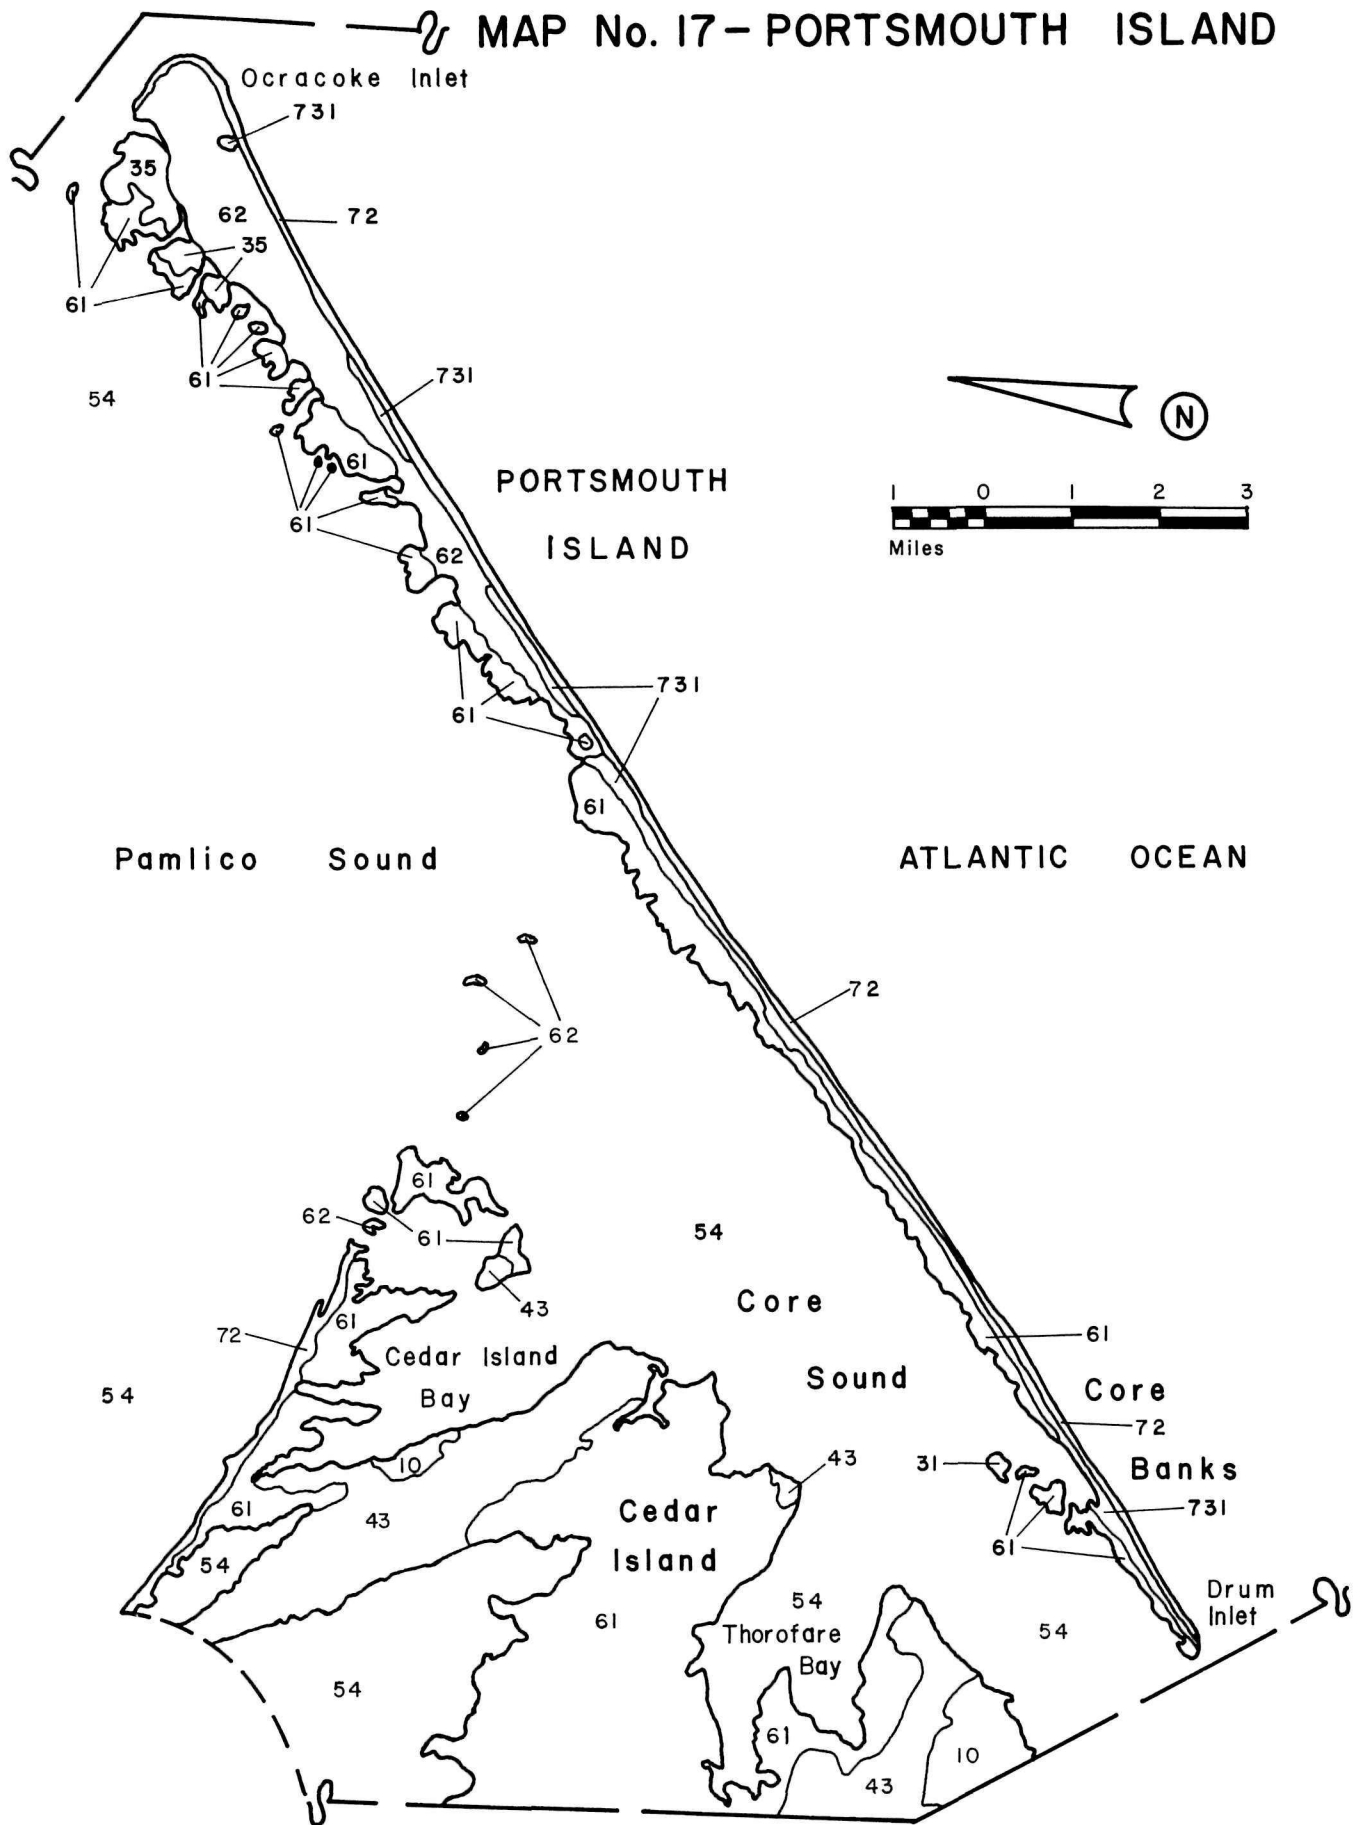 MAP No. 17 – PORTSMOUTH ISLAND
Ocracoke Inlet
731
35
62
72
35
61
61
54
731
N
61
PORTSMOUTH
ISLAND
1 0 1 2 3
Miles
61
62
731
61
61
Pamlico Sound
ATLANTIC OCEAN
72
62
61
62
61
54
43
Core
61
72
61
Cedar Island
Bay
Sound
Core
54
72
10
43
31
Banks
61
43
Cedar
Island
731
61
54
61
54
Thorofare
Bay
Drum
Inlet
54
54
61
10
43